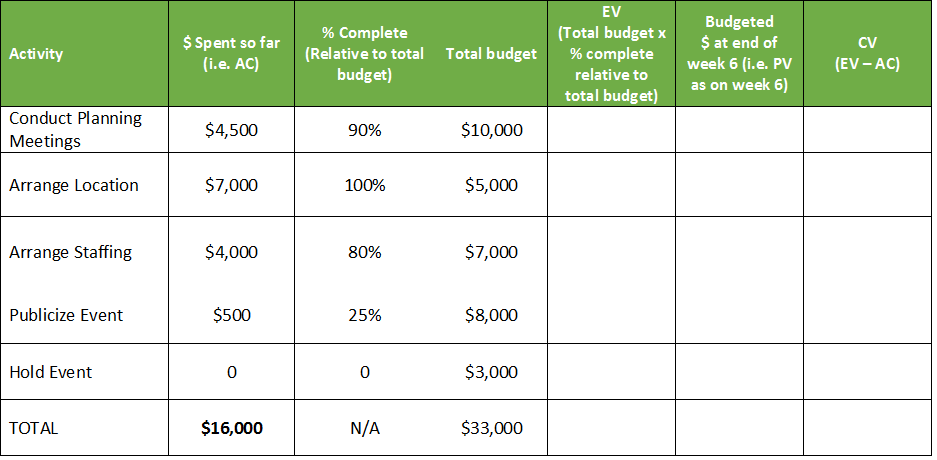 Activity
$ Spent so far
(i.e. AC)
% Complete
(Relative to total
budget)
Total budget
EV
(Total budget x
% complete
relative to
total budget)
Budgeted
$ at end of
week 6 (i.e. PV
as on week 6)
CV
(EV – AC)
Conduct Planning
Meetings
$4,500
90%
$10,000
Arrange Location
$7,000
100%
$5,000
Arrange Staffing
$4,000
80%
$7,000
Publicize Event
$500
25%
$8,000
Hold Event
0
0
$3,000
TOTAL
$16,000
N/A
$33,000